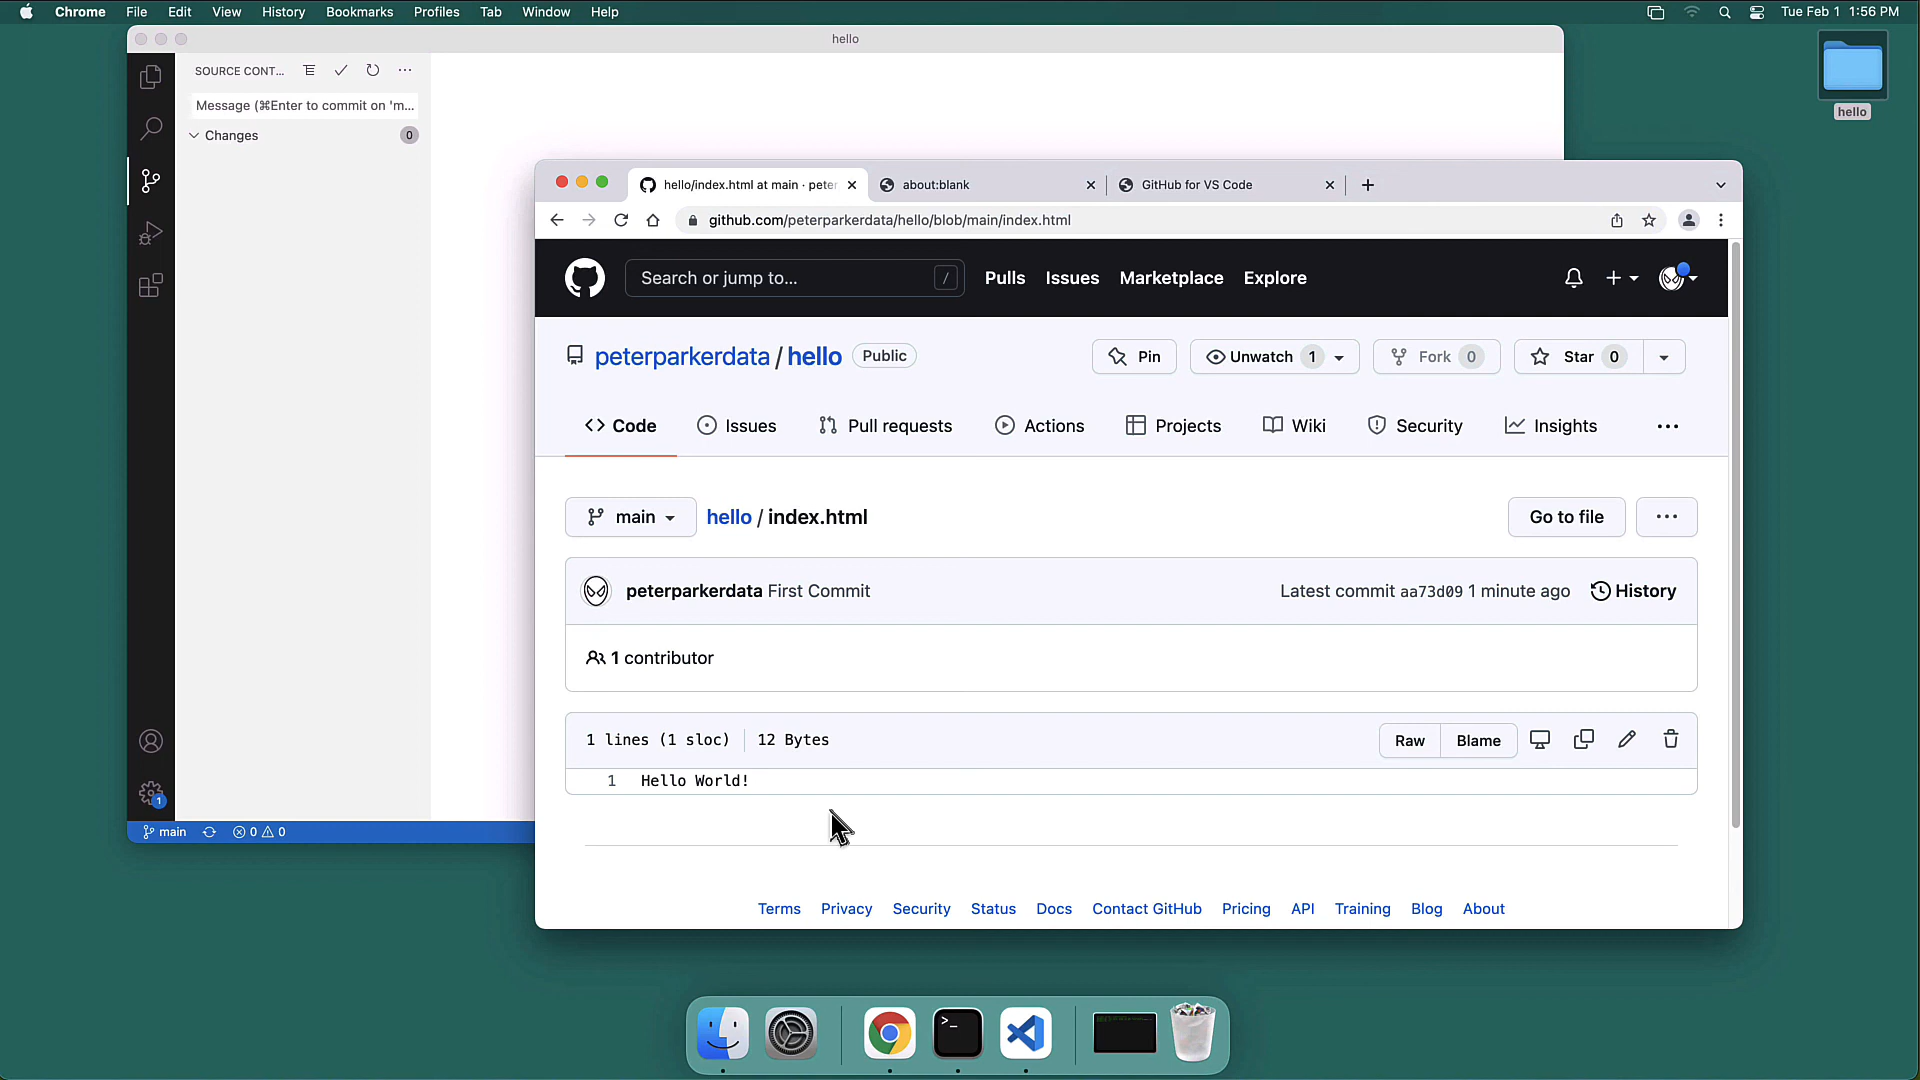 Chrome File Edit View History Bookmarks Profiles Tab Window Help Tue Feb 1 1:56 PM
hello
hello
SOURCE CONT...
Message (⌘Enter to commit on 'm...
Changes 0
hello/index.html at main · peter about:blank GitHub for VS Code
github.com/peterparkerdata/hello/blob/main/index.html
Search or jump to... / Pulls Issues Marketplace Explore
peterparkerdata / hello Public Pin Unwatch 1 Fork 0 Star 0
Code Issues Pull requests Actions Projects Wiki Security Insights
main hello / index.html Go to file
peterparkerdata First Commit Latest commit aa73d09 1 minute ago History
1 contributor
1 lines (1 sloc) 12 Bytes Raw Blame
1 Hello World!
1
main 0 0
Terms Privacy Security Status Docs Contact GitHub Pricing API Training Blog About